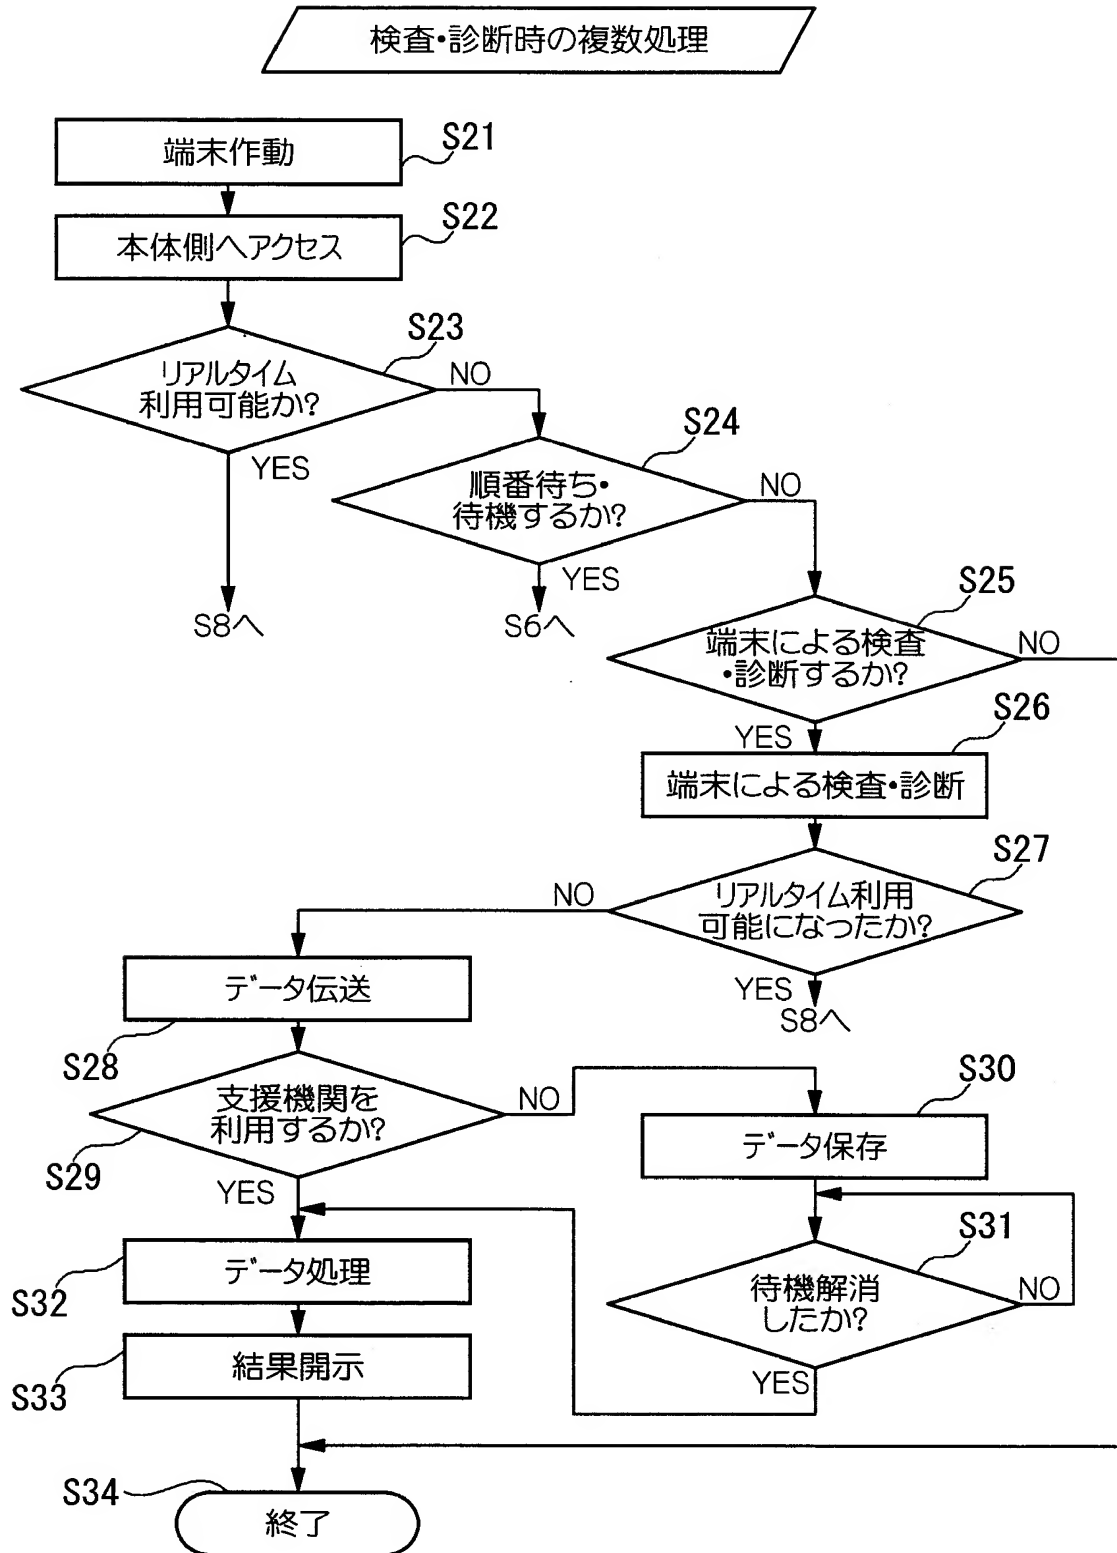 検査・診断時の複数処理
端末作動
S21
本体側へアクセス
S22
リアルタイム
利用可能か?
S23
NO
YES
S8へ
順番待ち・
待機するか?
S24
NO
YES
S6へ
端末による検査
・診断するか?
S25
NO
YES
端末による検査・診断
S26
リアルタイム利用
可能になったか?
S27
NO
YES
S8へ
データ伝送
S28
支援機関を
利用するか?
S29
NO
YES
データ保存
S30
待機解消
したか?
S31
NO
YES
データ処理
S32
結果開示
S33
終了
S34